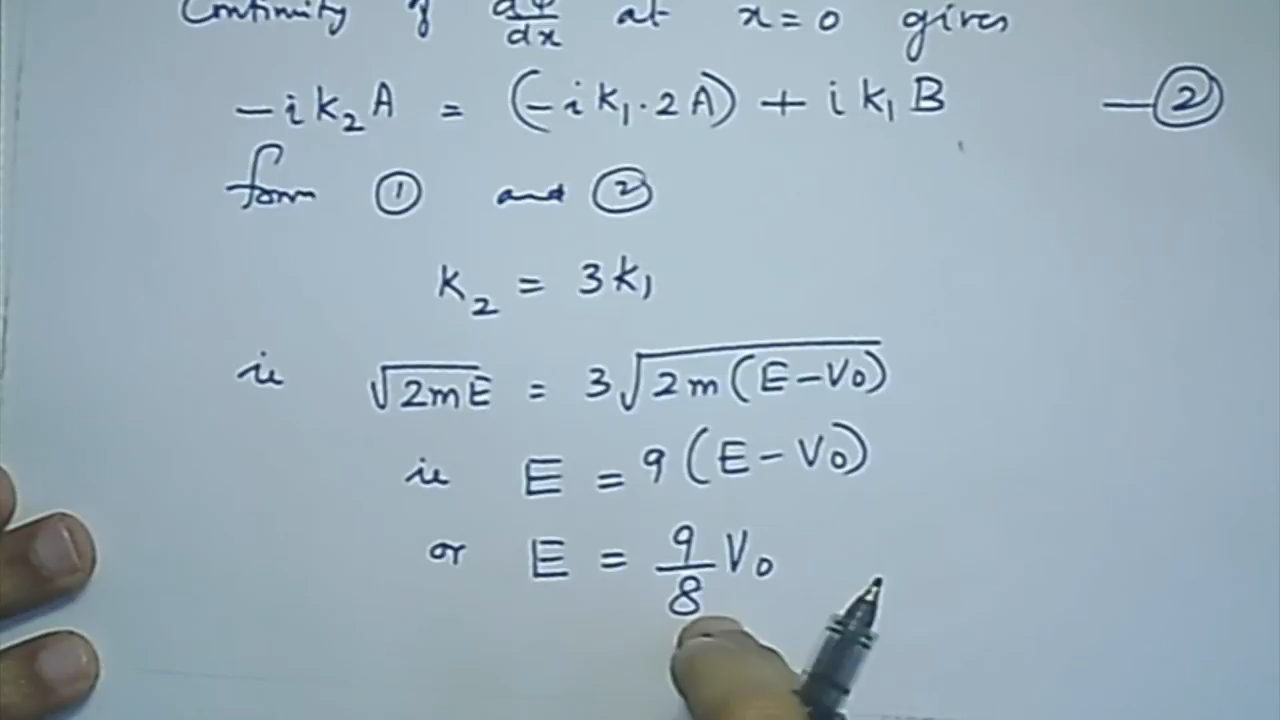 Continuity of dψ/dx at x=0 gives
-ik₂A = (-ik₁·2A) + ik₁B —②
form ① and ②
K₂ = 3k₁
ie √2mE = 3√2m(E-V₀)
ie E = 9(E-V₀)
or E = 9/8 V₀